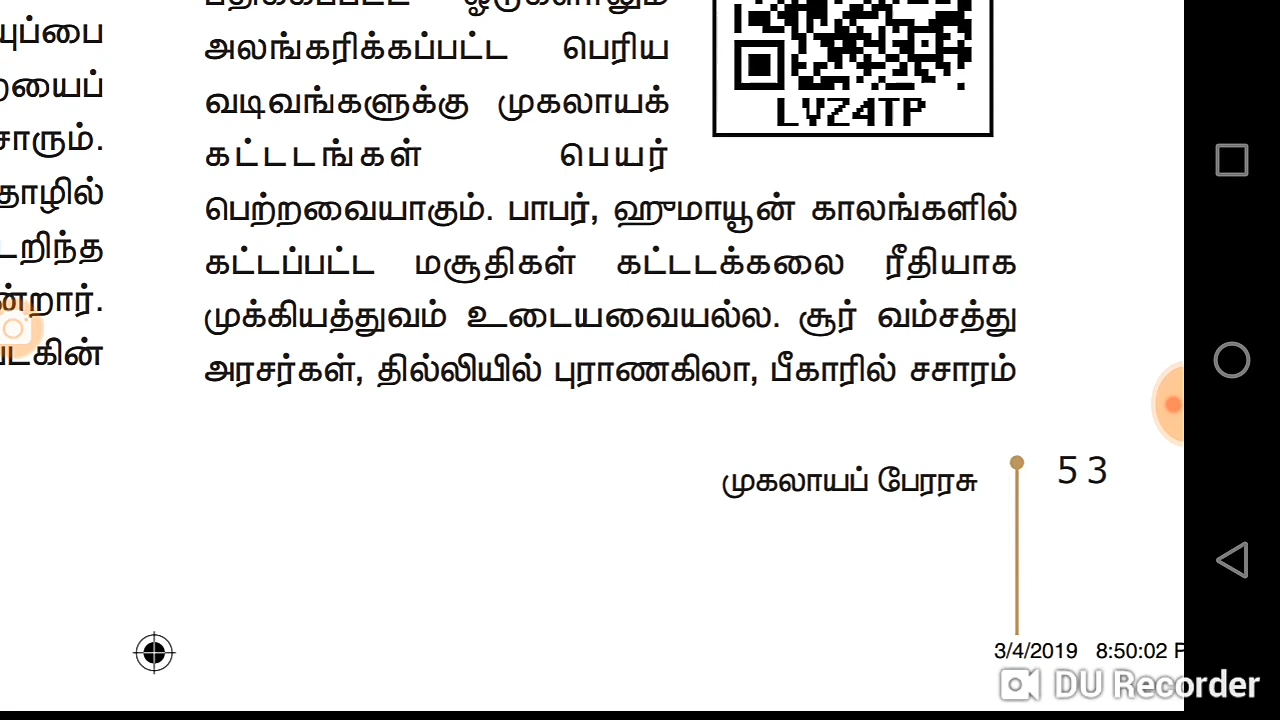 யுப்பை
றயைப்
சாரும்.
தாழில்
டறிந்த
ன்றார்.
அலங்கரிக்கப்பட்ட பெரிய
வடிவங்களுக்கு முகலாயக்
கட்டடங்கள் பெயர்
பெற்றவையாகும். பாபர், ஹுமாயூன் காலங்களில்
கட்டப்பட்ட மசூதிகள் கட்டடக்கலை ரீதியாக
முக்கியத்துவம் உடையவையல்ல. சூர் வம்சத்து
அரசர்கள், தில்லியில் புராணகிலா, பீகாரில் சசாரம்
LVZ4TP
முகலாயப் பேரரசு 53
3/4/2019 8:50:02 P
DU Recorder